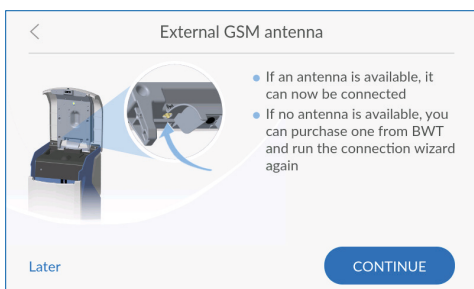 External GSM antenna
If an antenna is available, it
can now be connected
If no antenna is available, you
can purchase one from BWT
and run the connection wizard
again
Later
CONTINUE